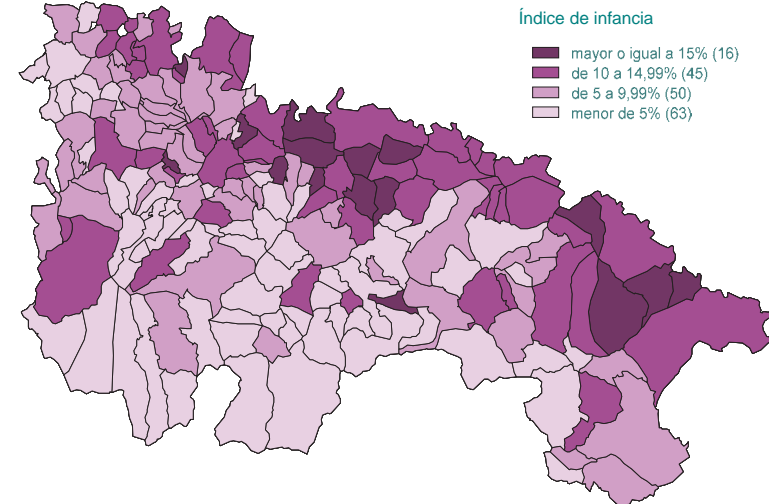 Índice de infancia
mayor o igual a 15% (16)
de 10 a 14,99% (45)
de 5 a 9,99% (50)
menor de 5% (63)